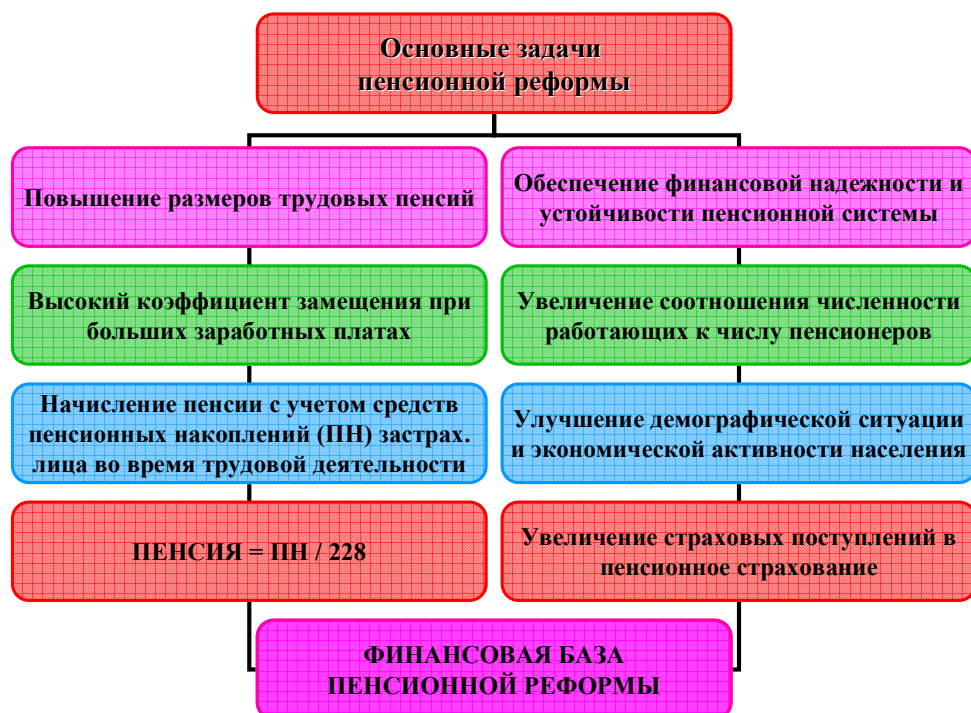 Основные задачи
пенсионной реформы
Повышение размеров трудовых пенсий
Обеспечение финансовой надежности и
устойчивости пенсионной системы
Высокий коэффициент замещения при
больших заработных платах
Увеличение соотношения численности
работающих к числу пенсионеров
Начисление пенсии с учетом средств
пенсионных накоплений (ПН) застрах.
лица во время трудовой деятельности
Улучшение демографической ситуации
и экономической активности населения
ПЕНСИЯ = ПН / 228
Увеличение страховых поступлений в
пенсионное страхование
ФИНАНСОВАЯ БАЗА
ПЕНСИОННОЙ РЕФОРМЫ